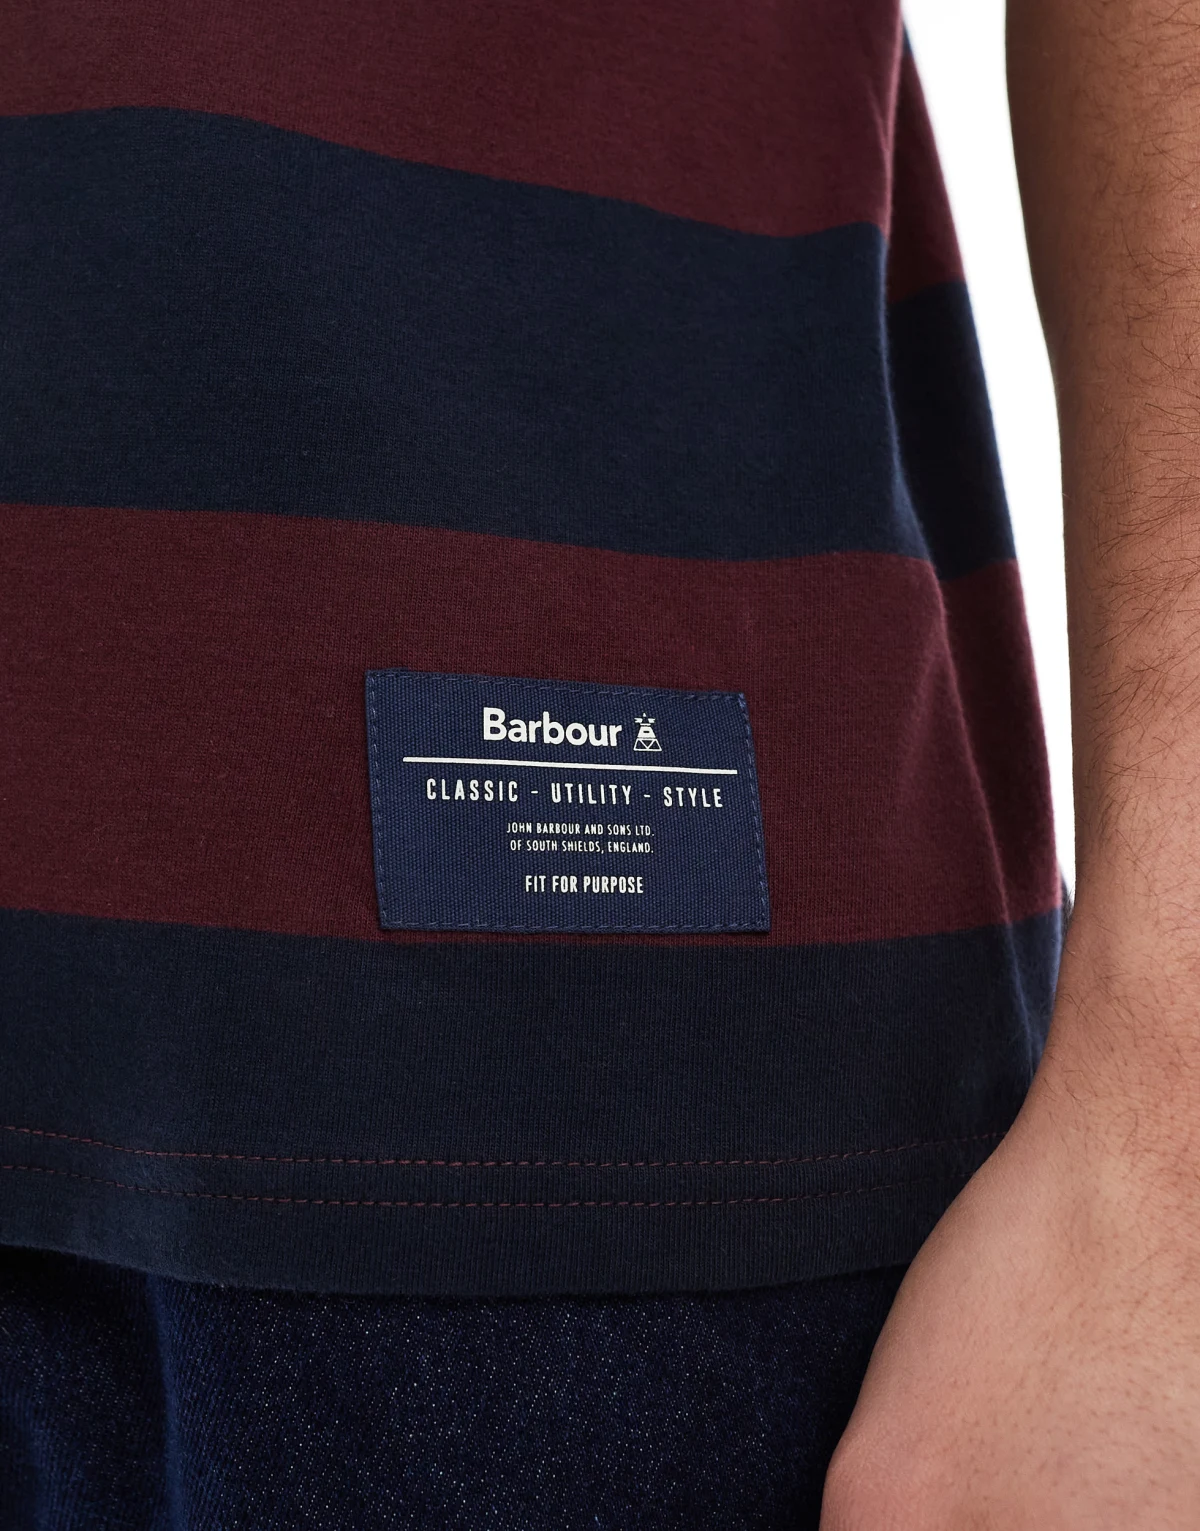 Barbour
CLASSIC - UTILITY - STYLE
JOHN BARBOUR AND SONS LTD.
OF SOUTH SHIELDS, ENGLAND.
FIT FOR PURPOSE